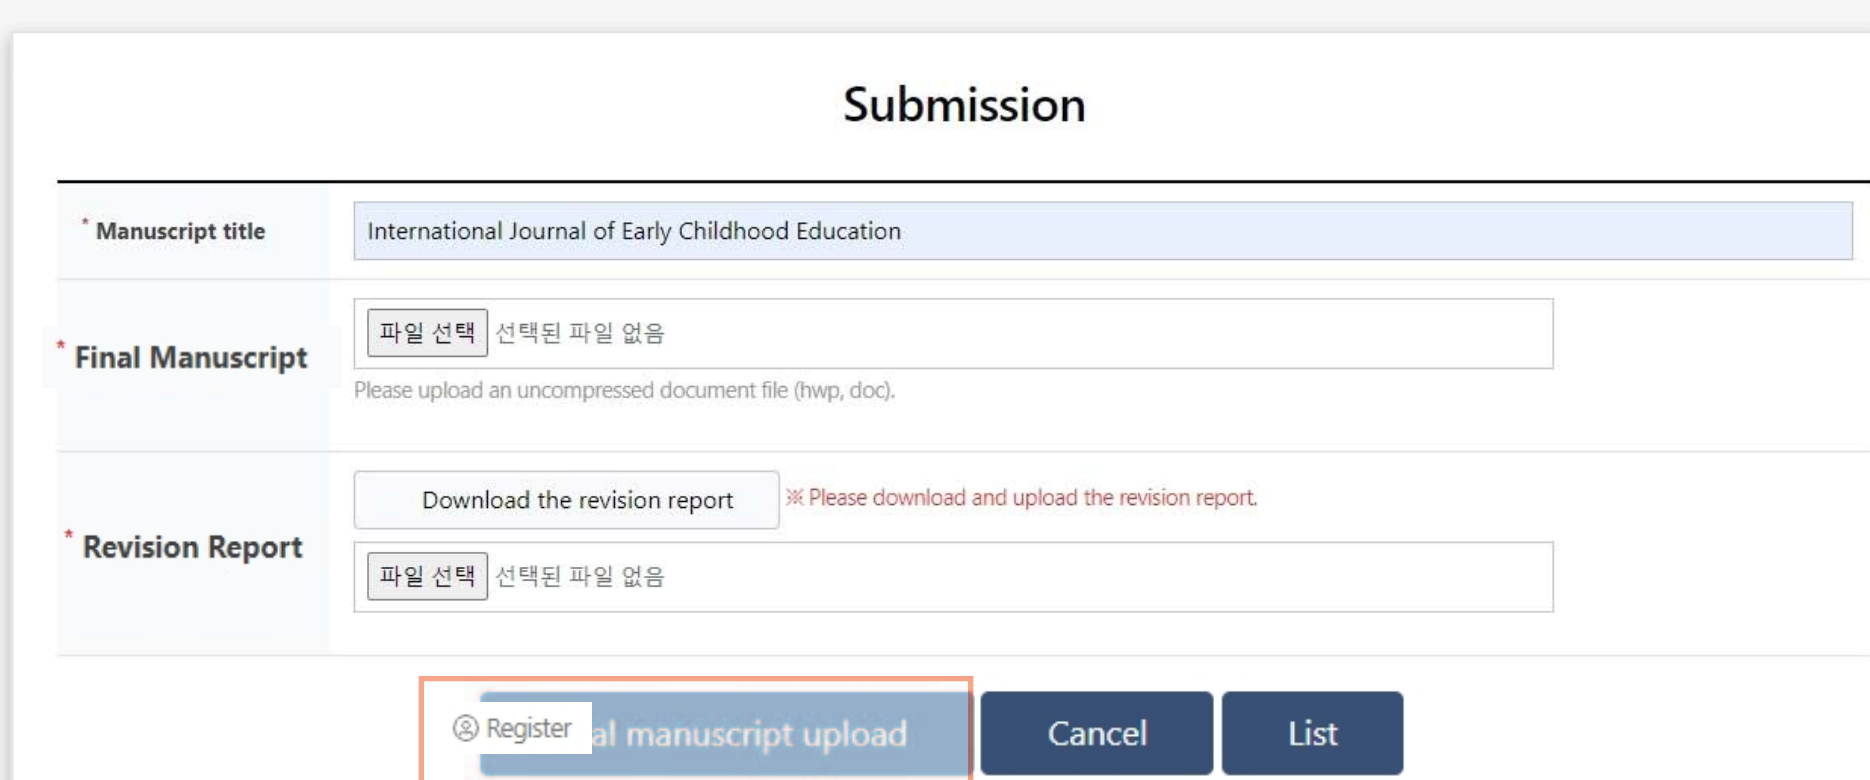 Submission
* Manuscript title
International Journal of Early Childhood Education
* Final Manuscript
파일 선택 선택된 파일 없음
Please upload an uncompressed document file (hwp, doc).
* Revision Report
Download the revision report ※ Please download and upload the revision report.
파일 선택 선택된 파일 없음
Register al manuscript upload Cancel List